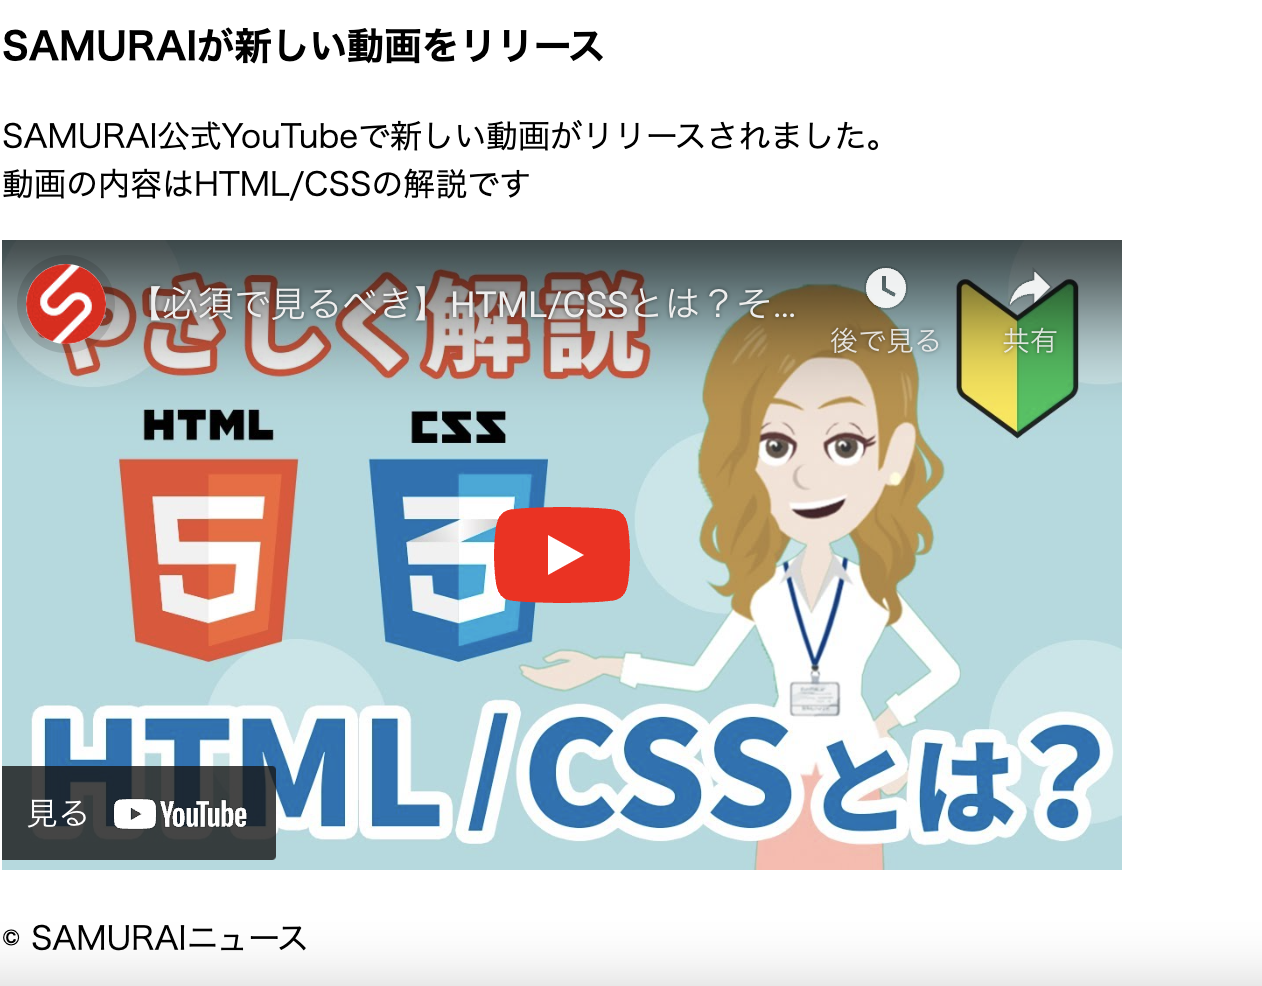 SAMURAIが新しい動画をリリース
SAMURAI公式YouTubeで新しい動画がリリースされました。
動画の内容はHTML/CSSの解説です
やさしく解説
【必須で見るべき】HTML/CSSとは？そ...
後で見る
共有
HTML
CSS
5
3
HTML/CSSとは?
見る YouTube
© SAMURAIニュース